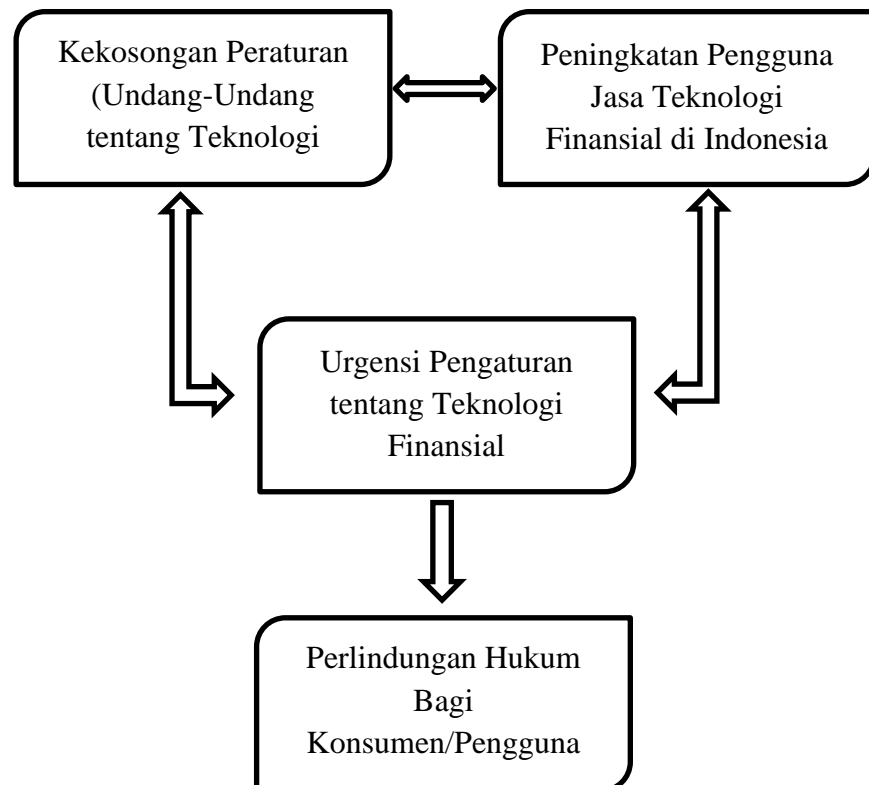 Kekosongan Peraturan
(Undang-Undang
tentang Teknologi
Peningkatan Pengguna
Jasa Teknologi
Finansial di Indonesia
Urgensi Pengaturan
tentang Teknologi
Finansial
Perlindungan Hukum
Bagi
Konsumen/Pengguna